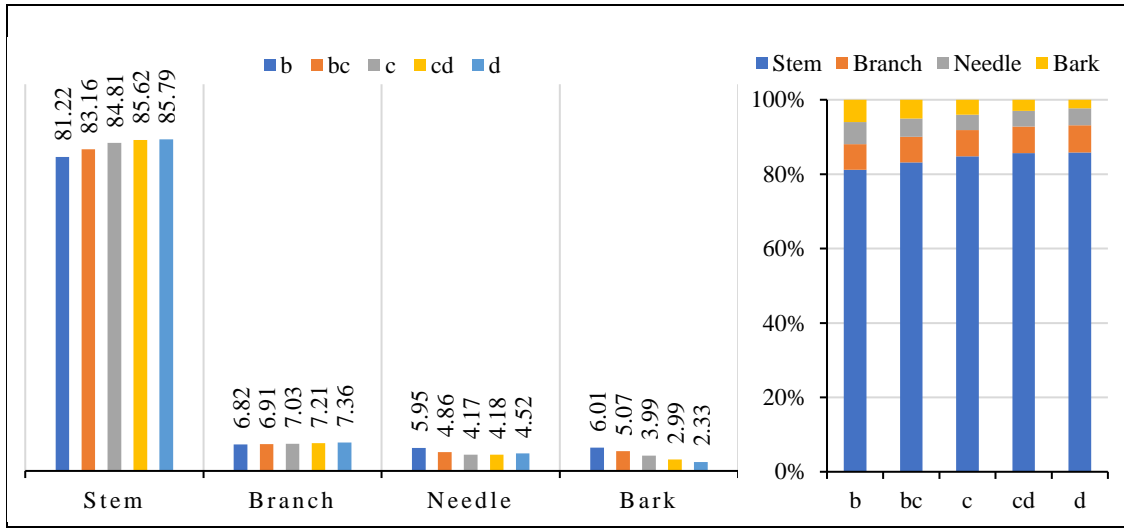 b bc c cd d
81.22 83.16 84.81 85.62 85.79
6.82 6.91 7.03 7.21 7.36
5.95 4.86 4.17 4.18 4.52
6.01 5.07 3.99 2.99 2.33
Stem Branch Needle Bark
Stem Branch Needle Bark
100%
80%
60%
40%
20%
0%
b bc c cd d